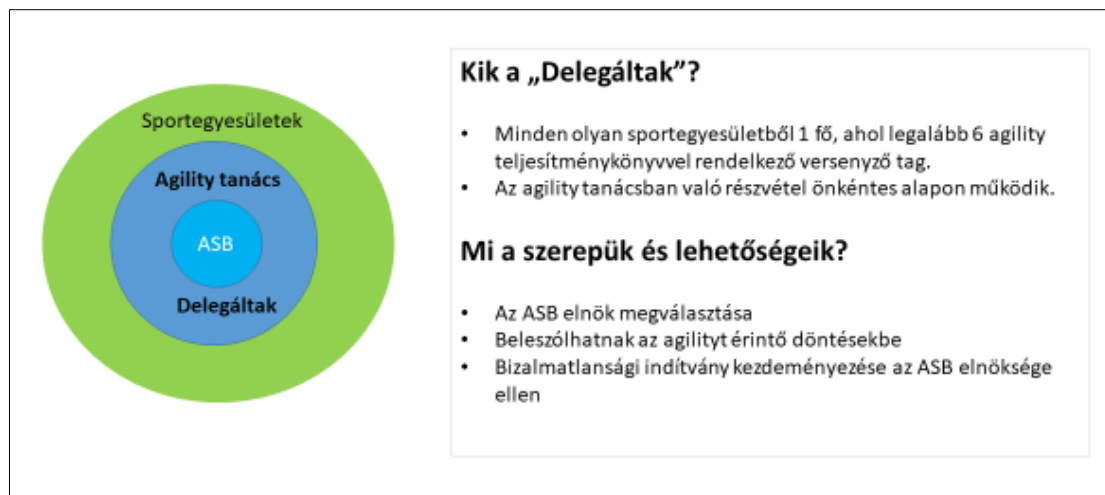 Sportegyesületek
Agility tanács
ASB
Delegáltak
Kik a „Delegáltak”?
• Minden olyan sportegyesületből 1 fő, ahol legalább 6 agility
teljesítménykönyvvel rendelkező versenyző tag.
• Az agility tanácsban való részvétel önkéntes alapon működik.
Mi a szerepük és lehetőségeik?
• Az ASB elnök megválasztása
• Beleszólhatnak az agilityt érintő döntésekbe
• Bizalmatlansági indítvány kezdeményezése az ASB elnöksége
ellen